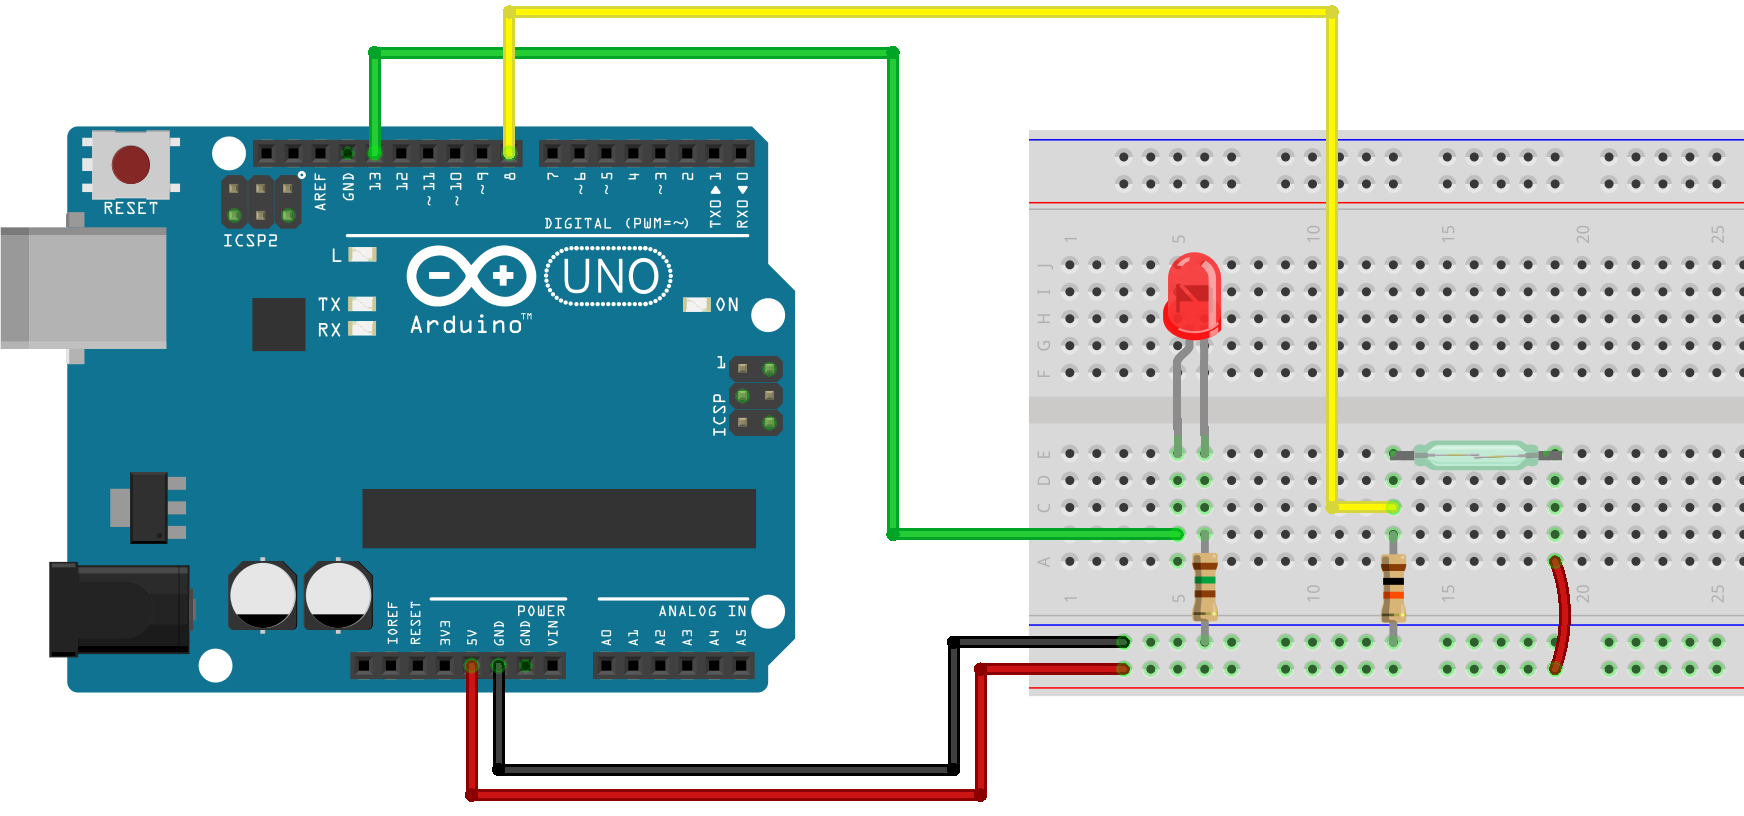 RESET
ICSP2
AREF
GND
13
12
~11
~10
~9
8
7
~6
~5
4
~3
2
TX0▶1
RX0◀0
DIGITAL (PWM=~)
L
TX
RX
UNO
Arduino™
ON
1
ICSP
IOREF
RESET
3V3
5V
GND
GND
VIN
POWER
ANALOG IN
A0
A1
A2
A3
A4
A5
1
5
10
15
20
25
J
I
H
G
F
E
D
C
A
1
5
10
15
20
25